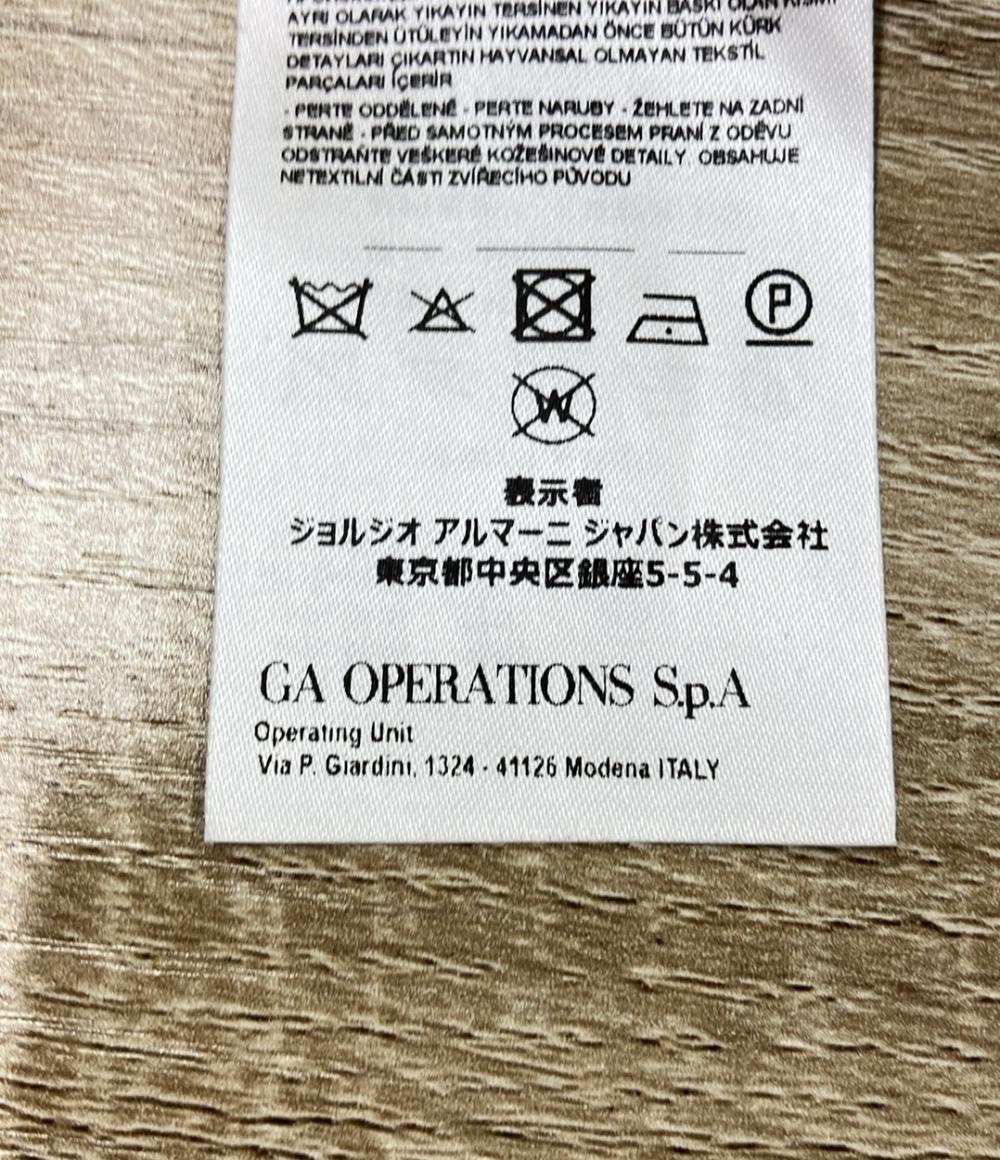 AYRI OLARAK YIKAYIN TERSİNEN YIKAYIN BASKI OLAN
TERSİNDEN ÜTÜLEYİN YIKAMADAN ÖNCE BÜTÜN KÜRK
DETAYLARI ÇIKARTIN HAYVANSAL OLMAYAN TEKSTİL
PARÇALARI İÇERİR
- PERTE ODDĚLENĚ - PERTE NARUBY - ŽEHLETE NA ZADNÍ
STRANĚ - PŘED SAMOTNÝM PROCESEM PRANÍ Z ODĚVU
ODSTRAŇTE VEŠKERÉ KOŽEŠINOVÉ DETAILY. OBSAHUJE
NETEXTILNÍ ČÁSTI ZVÍŘECÍHO PŮVODU
P
W
表示者
ジョルジオ アルマーニ ジャパン株式会社
東京都中央区銀座5-5-4
GA OPERATIONS S.p.A
Operating Unit
Via P. Giardini, 1324 - 41126 Modena ITALY